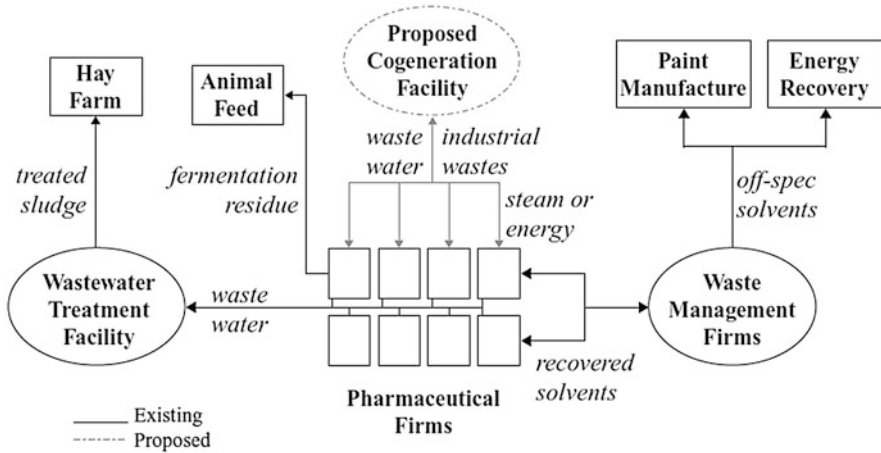 Proposed
Cogeneration
Facility
Hay
Farm
Animal
Feed
Paint
Manufacture
Energy
Recovery
waste
water
industrial
wastes
treated
sludge
fermentation
residue
steam or
energy
off-spec
solvents
Wastewater
Treatment
Facility
waste
water
Waste
Management
Firms
recovered
solvents
Pharmaceutical
Firms
Existing
Proposed